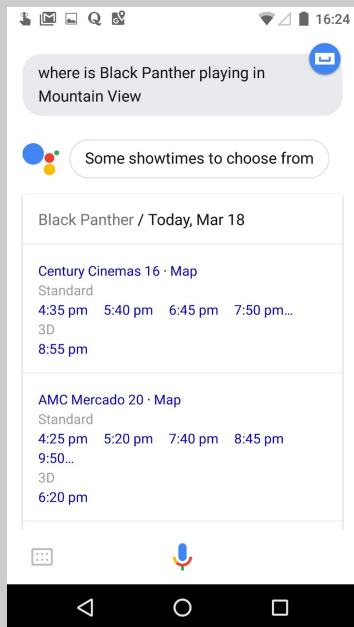 16:24
where is Black Panther playing in
Mountain View
Some showtimes to choose from
Black Panther / Today, Mar 18
Century Cinemas 16 · Map
Standard
4:35 pm 5:40 pm 6:45 pm 7:50 pm...
3D
8:55 pm
AMC Mercado 20 · Map
Standard
4:25 pm 5:20 pm 7:40 pm 8:45 pm
9:50...
3D
6:20 pm